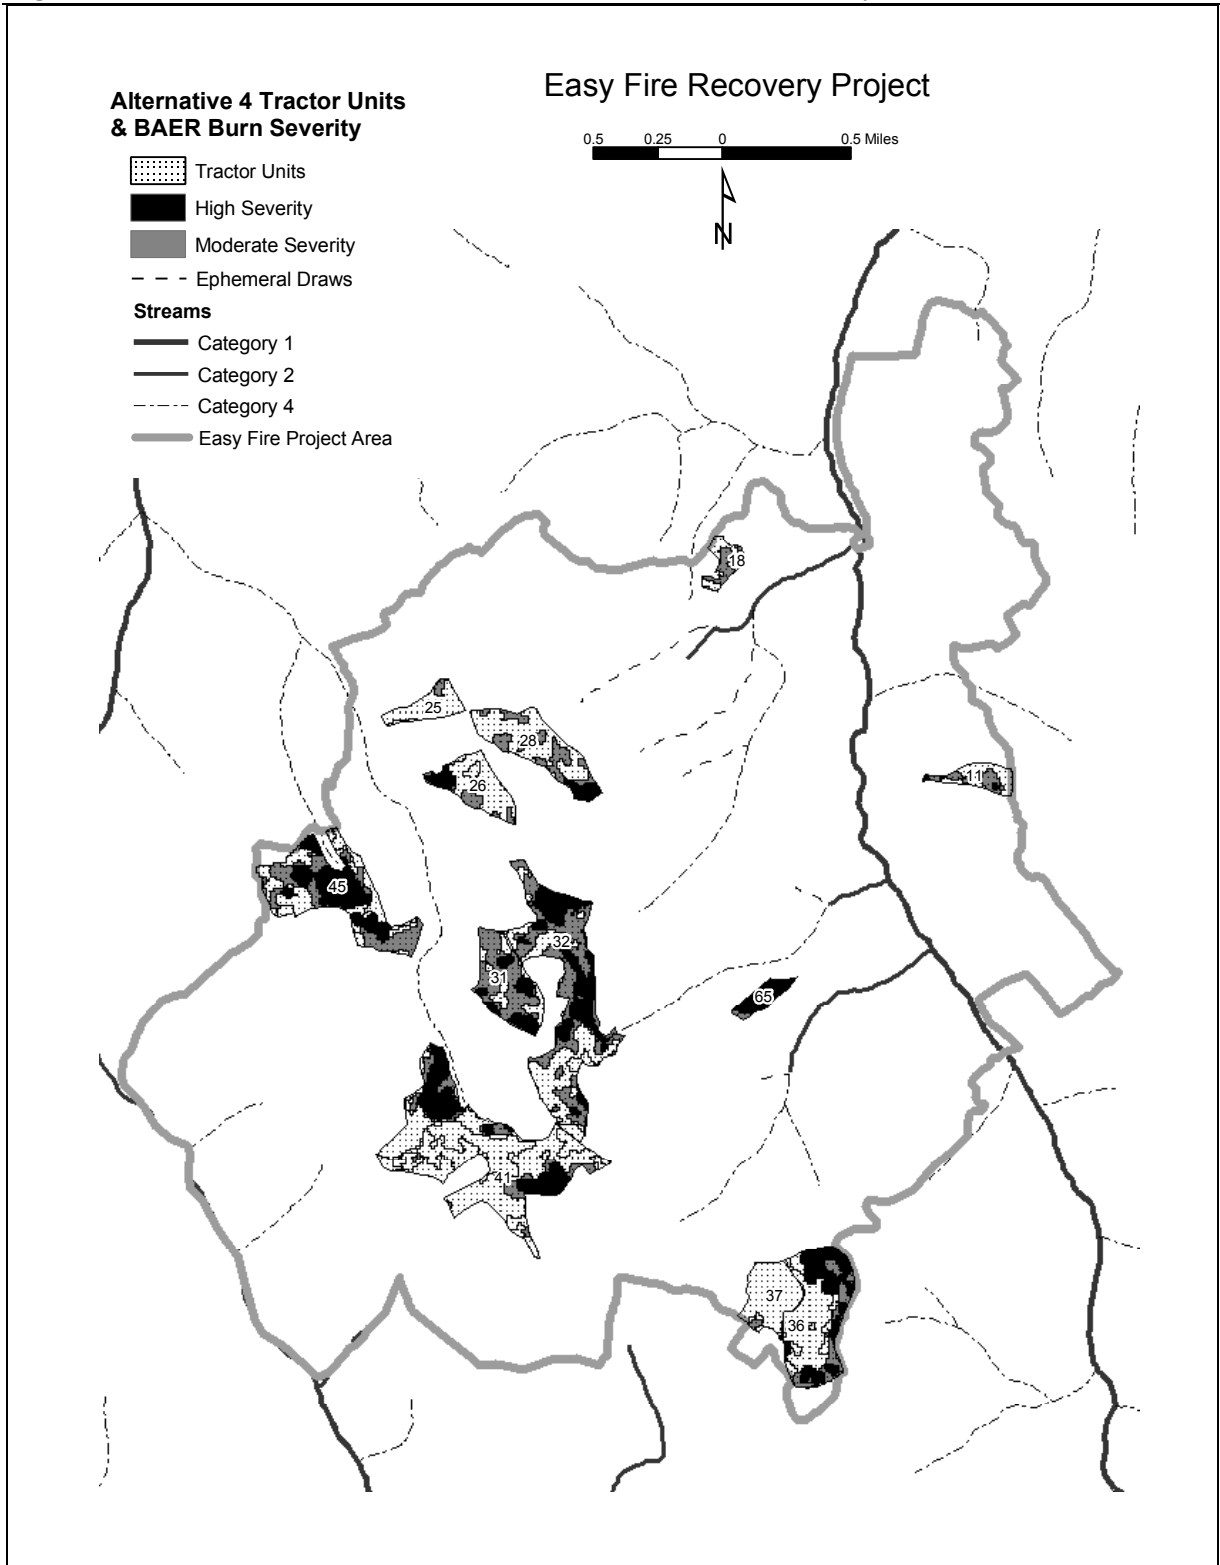 Easy Fire Recovery Project
Alternative 4 Tractor Units
& BAER Burn Severity
0.5 0.25 0 0.5 Miles
N
Tractor Units
High Severity
Moderate Severity
Ephemeral Draws
Streams
Category 1
Category 2
Category 4
Easy Fire Project Area
18
25
28
26
11
45
32
31
65
41
37
36